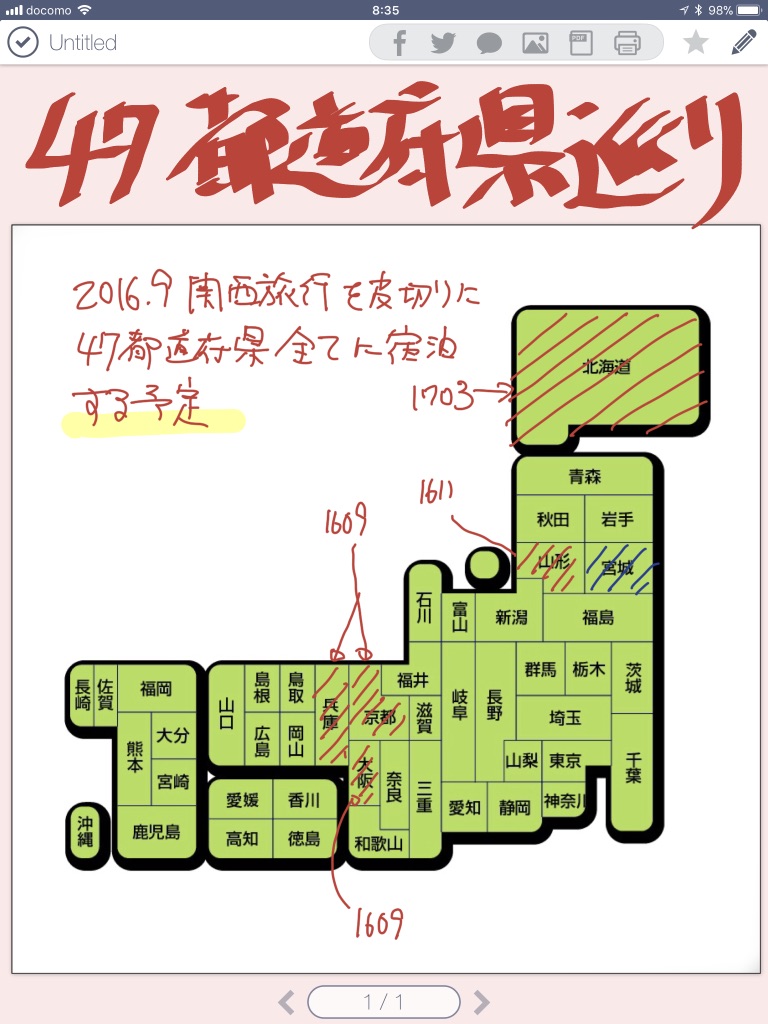 docomo 8:35 98%
Untitled
PDF
47都道府県巡り
2016.9 関西旅行を皮切りに
47都道府県全てに宿泊
する予定
北海道
1703
青森
1611
秋田 岩手
1609
山形 宮城
石川 富山 新潟 福島
福井 群馬 栃木 茨城
長崎 佐賀 福岡 山口 島根 鳥取 兵庫 京都 滋賀 岐阜 長野 埼玉
熊本 大分 広島 岡山 大阪 奈良 三重 山梨 東京 千葉
宮崎 愛媛 香川 愛知 静岡 神奈川
沖縄 鹿児島 高知 徳島 和歌山
1609
1 / 1